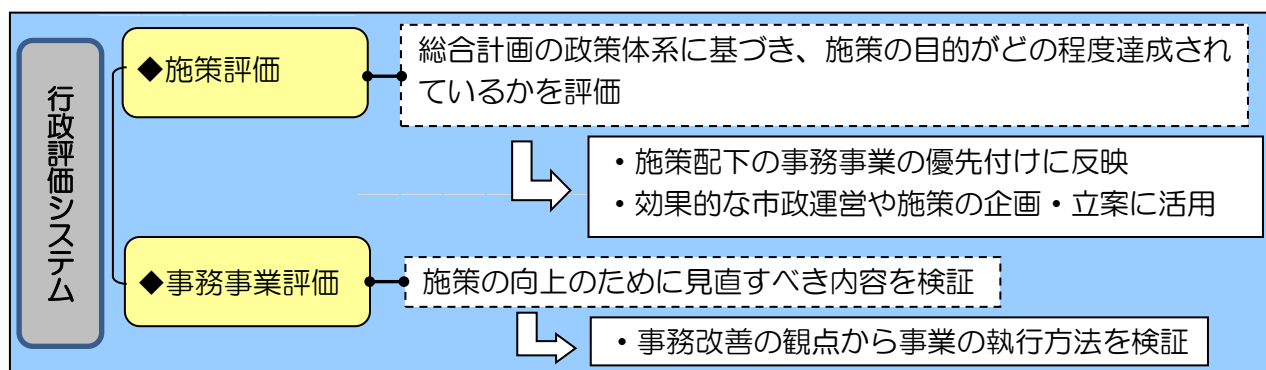 行政評価システム
◆施策評価
総合計画の政策体系に基づき、施策の目的がどの程度達成され
ているかを評価
・施策配下の事務事業の優先付けに反映
・効果的な市政運営や施策の企画・立案に活用
◆事務事業評価
施策の向上のために見直すべき内容を検証
・事務改善の観点から事業の執行方法を検証